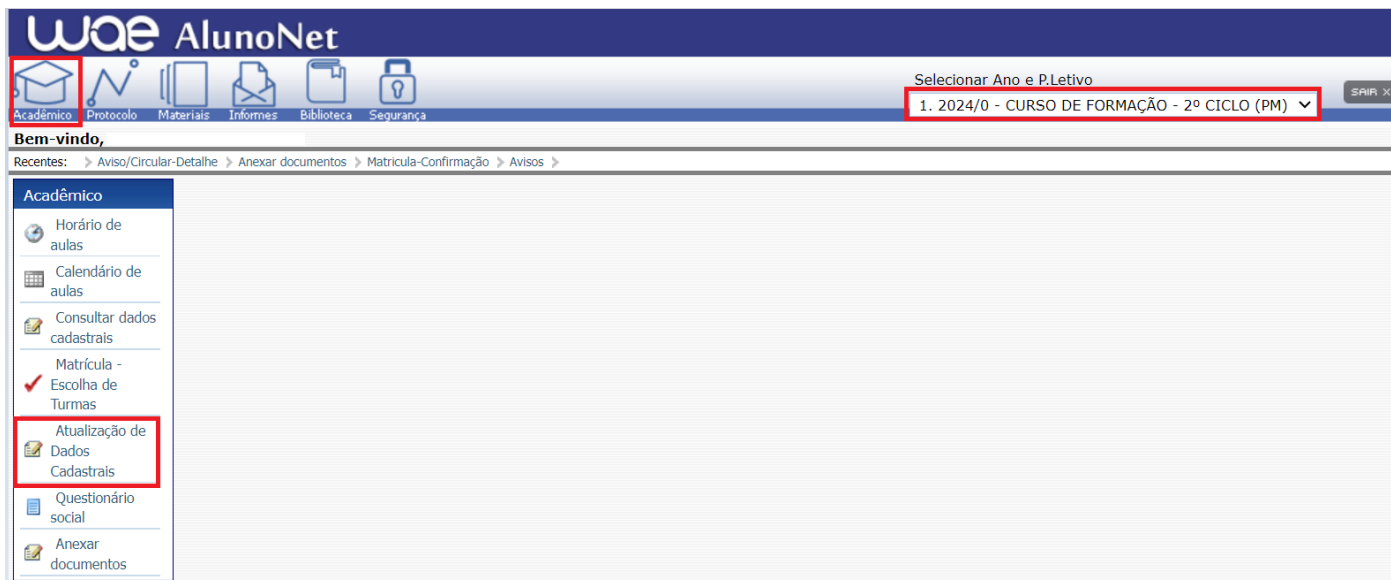 wae AlunoNet
Selecionar Ano e P.Letivo
1. 2024/0 - CURSO DE FORMAÇÃO - 2º CICLO (PM)
SAIR X
Acadêmico Protocolo Materiais Informes Biblioteca Segurança
Bem-vindo,
Recentes: Aviso/Circular-Detalhe Anexar documentos Matricula-Confirmação Avisos
Acadêmico
Horário de
aulas
Calendário de
aulas
Consultar dados
cadastrais
Matrícula -
Escolha de
Turmas
Atualização de
Dados
Cadastrais
Questionário
social
Anexar
documentos